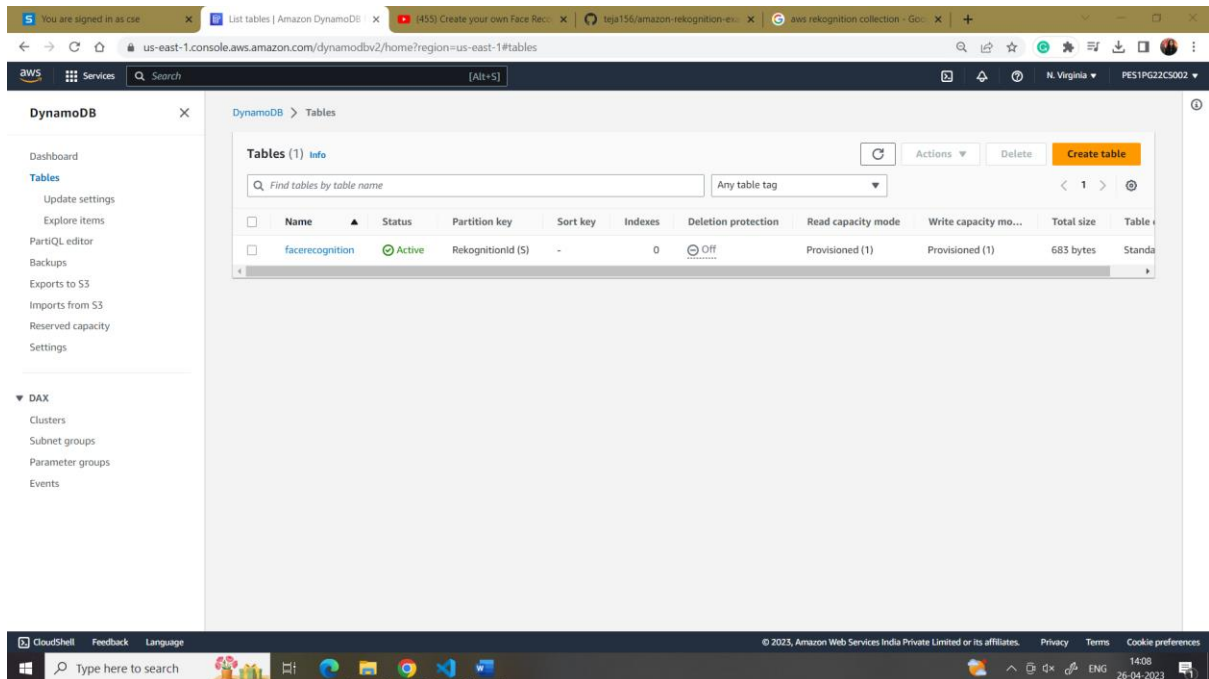 You are signed in as cse
List tables | Amazon DynamoDB
(455) Create your own Face Reco
teja156/amazon-rekognition-exa
aws rekognition collection - Goo
us-east-1.console.aws.amazon.com/dynamodbv2/home?region=us-east-1#tables
aws Services Search [Alt+S] N. Virginia PES1PG22CS002
DynamoDB
DynamoDB > Tables
Dashboard
Tables
Update settings
Explore items
PartiQL editor
Backups
Exports to S3
Imports from S3
Reserved capacity
Settings
DAX
Clusters
Subnet groups
Parameter groups
Events
Tables (1) Info
Actions Delete Create table
Find tables by table name Any table tag < 1 >
Name Status Partition key Sort key Indexes Deletion protection Read capacity mode Write capacity mo... Total size Table
facerecognition Active RekognitionId (S) - 0 Off Provisioned (1) Provisioned (1) 683 bytes Standa
CloudShell Feedback Language © 2023, Amazon Web Services India Private Limited or its affiliates. Privacy Terms Cookie preferences
Type here to search ENG 14:08
26-04-2023